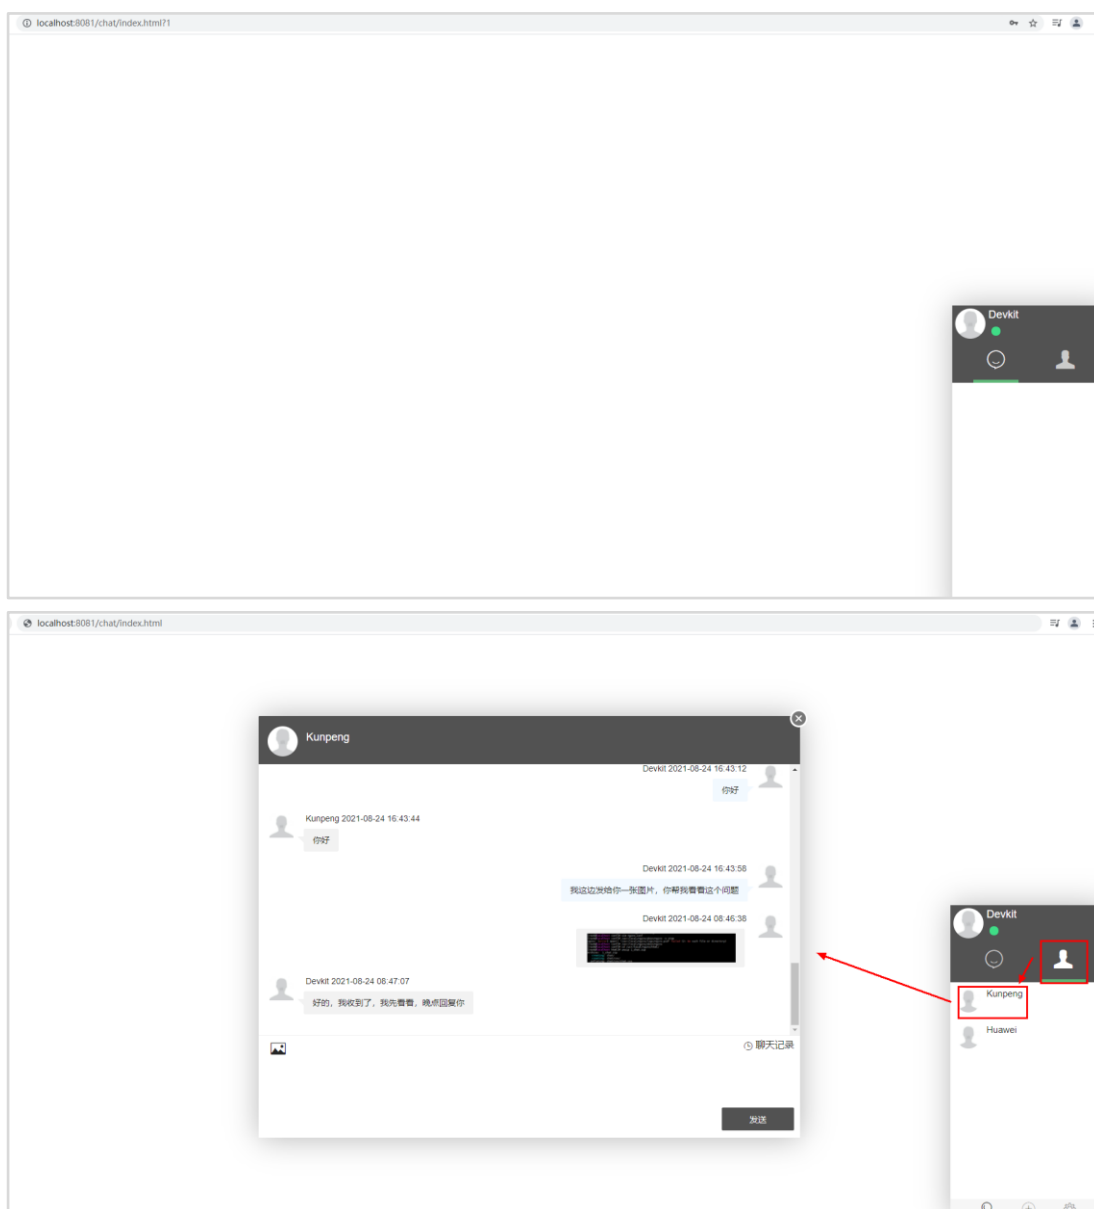 localhost:8081/chat/index.html?1
Devkit
localhost:8081/chat/index.html
Kunpeng
Devkit 2021-08-24 16:43:12
你好
Kunpeng 2021-08-24 16:43:44
你好
Devkit 2021-08-24 16:43:58
我这边发给你一张图片，你帮我看看这个问题
Devkit 2021-08-24 08:46:38
Devkit 2021-08-24 08:47:07
好的，我收到了，我先看看，晚点回复你
聊天记录
发送
Devkit
Kunpeng
Huawei